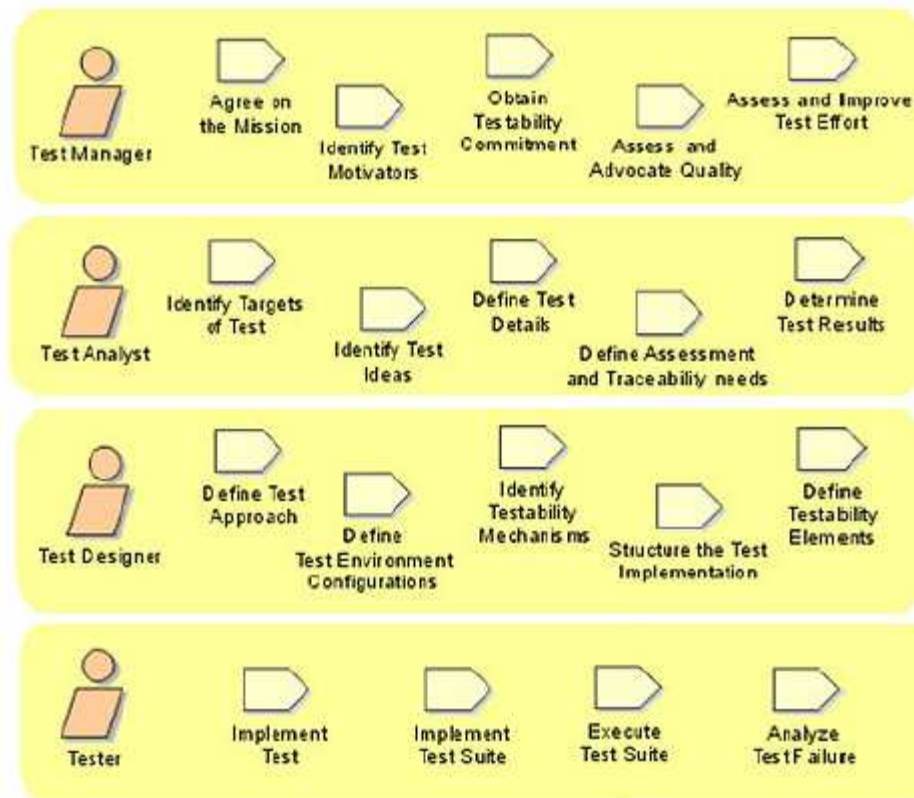 Test Manager
Agree on
the Mission
Identify Test
Motivators
Obtain
Testability
Commitment
Assess and
Advocate Quality
Assess and Improve
Test Effort
Test Analyst
Identify Targets
of Test
Identify Test
Ideas
Define Test
Details
Define Assessment
and Traceability needs
Determine
Test Results
Test Designer
Define Test
Approach
Define
Test Environment
Configurations
Identify
Testability
Mechanisms
Structure the Test
Implementation
Define
Testability
Elements
Tester
Implement
Test
Implement
Test Suite
Execute
Test Suite
Analyze
Test Failure